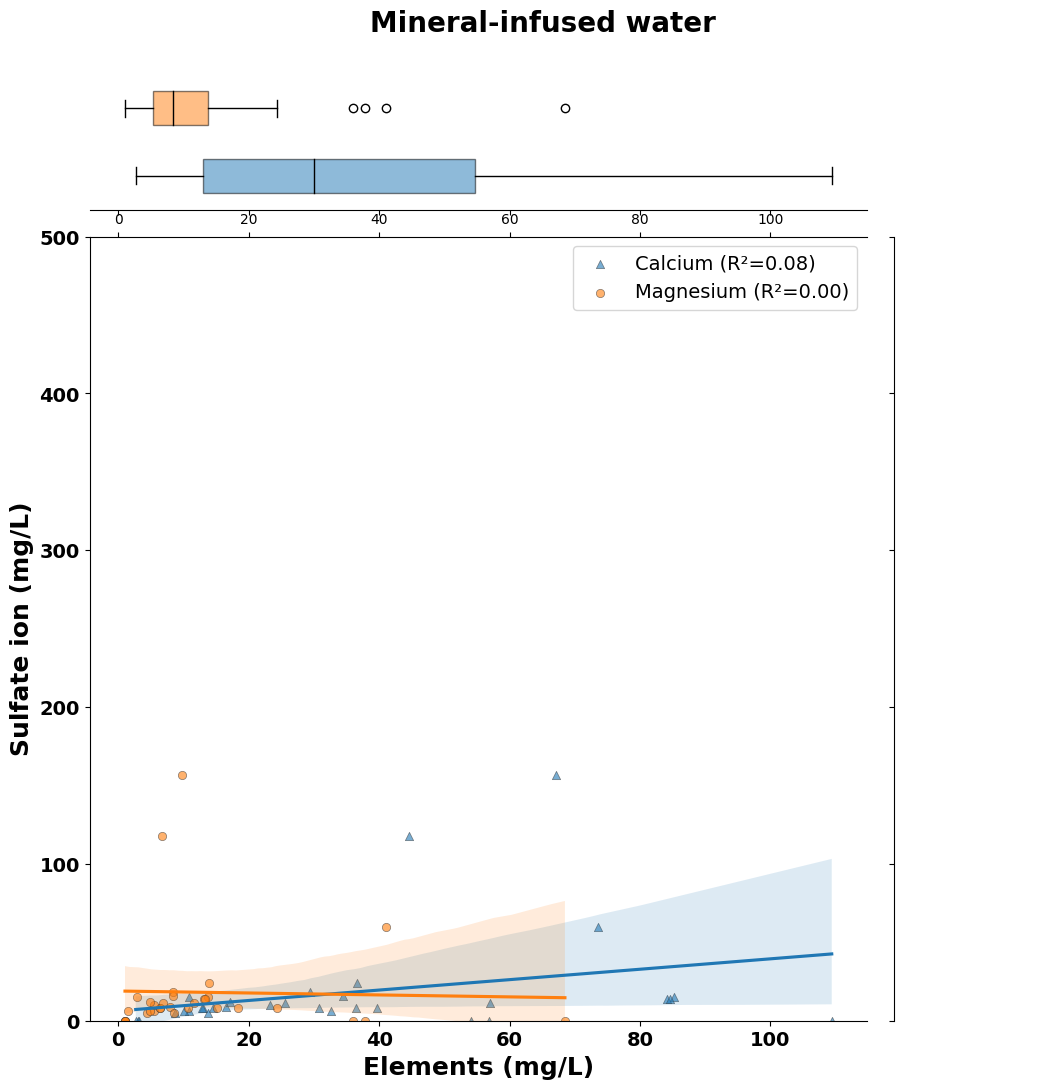 Mineral-infused water
0 20 40 60 80 100
500
Calcium (R²=0.08)
Magnesium (R²=0.00)
400
300
200
100
0
Sulfate ion (mg/L)
0 20 40 60 80 100
Elements (mg/L)